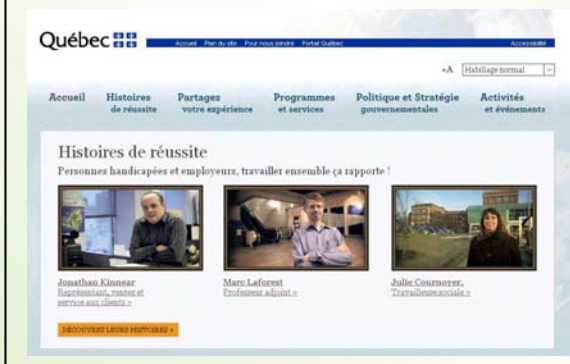 Québec
Accueil Plan du site Pour nous joindre Portail Québec Accessibilité
+A Habillage normal
Accueil
Histoires de réussite
Partagez votre expérience
Programmes et services
Politique et Stratégie gouvernementales
Activités et événements
Histoires de réussite
Personnes handicapées et employeurs, travailler ensemble ça rapporte !
Jonathan Kinnear
Représentant, ventes et
service aux clients »
Marc Laforest
Professeur adjoint »
Julie Cournoyer,
Travailleuse sociale »
DÉCOUVREZ LEURS HISTOIRES »